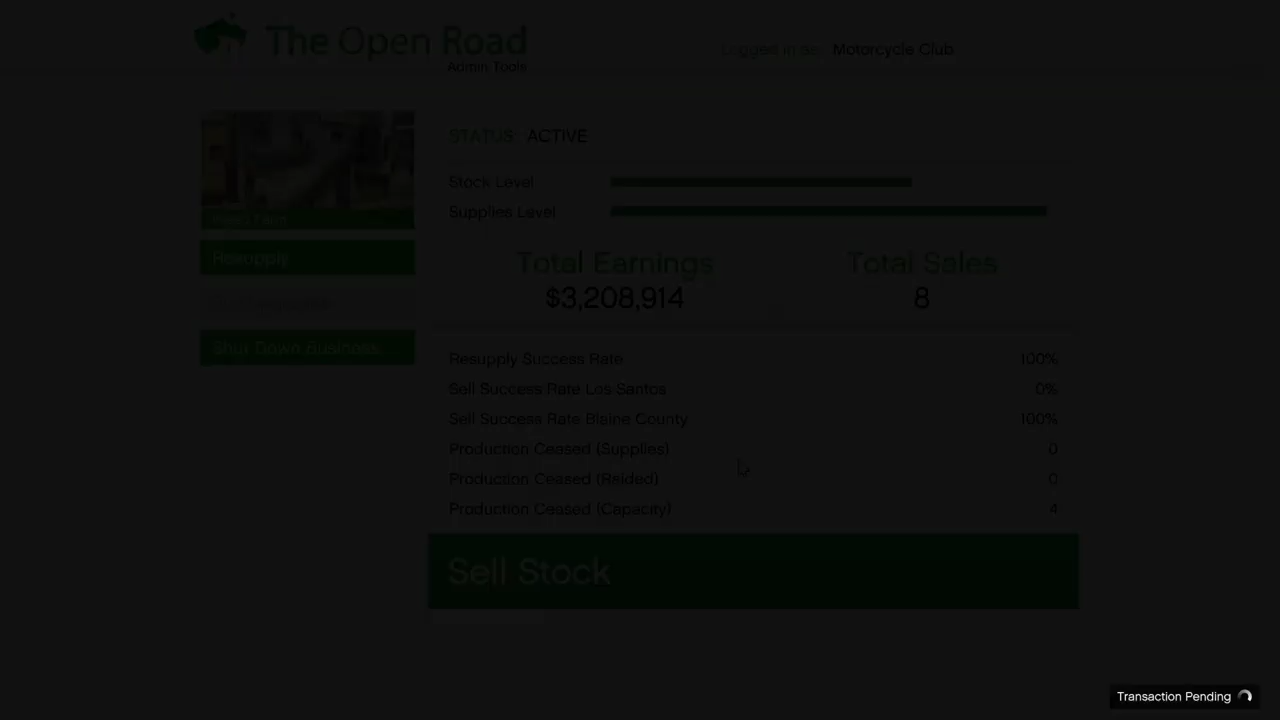 The Open Road
Admin Tools
Logged in as: Motorcycle Club
Weed Farm
Resupply
STATUS: ACTIVE
Stock Level
Supplies Level
Total Earnings
$3,208,914
Total Sales
8
Shut Down Business
Resupply Success Rate 100%
Sell Success Rate Los Santos 0%
Sell Success Rate Blaine County 100%
Production Ceased (Supplies) 0
Production Ceased (Raided) 0
Production Ceased (Capacity) 4
Sell Stock
Transaction Pending